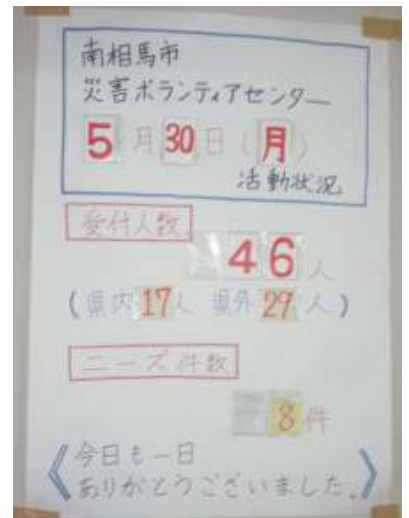 南相馬市
災害ボランティアセンター
5月30日(月)
活動状況
受付人数
46人
(県内17人 県外29人)
ニーズ件数
8件
《今日も一日
ありがとうございました。》